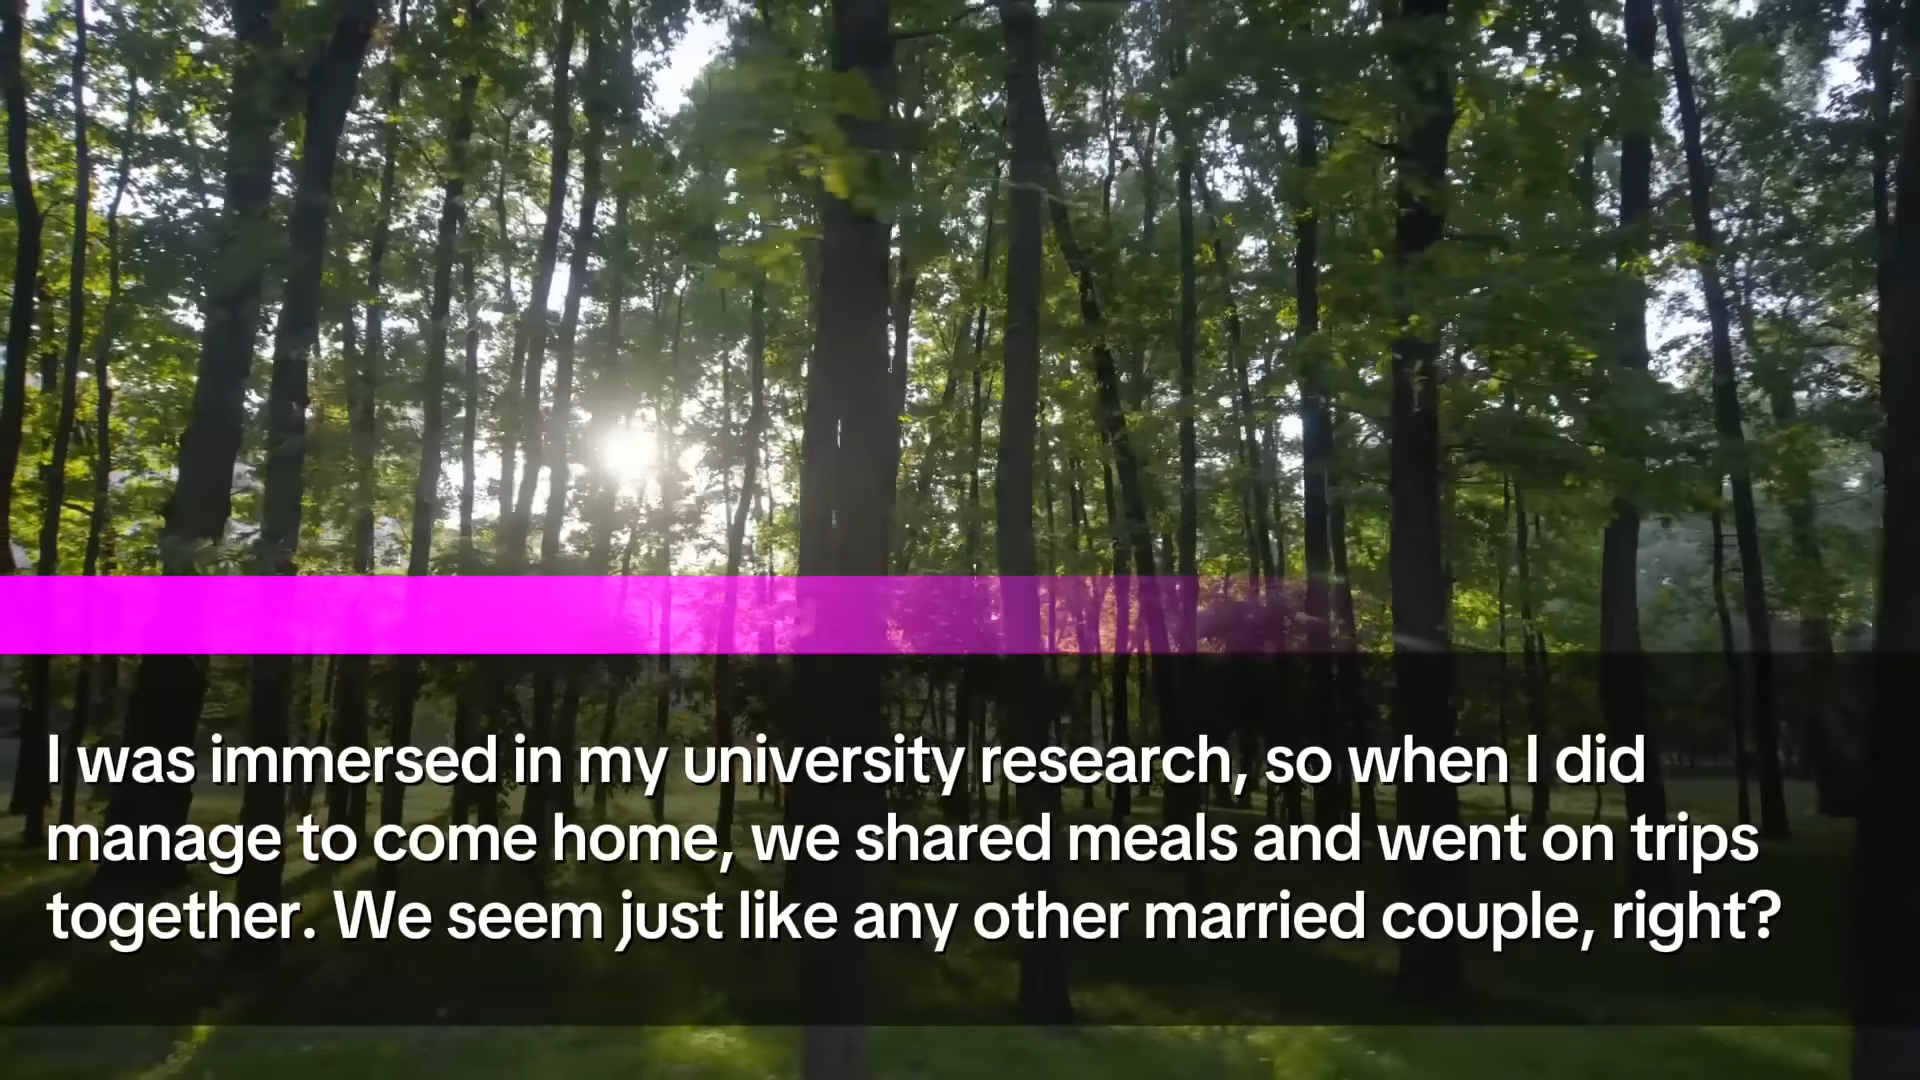 I was immersed in my university research, so when I did
manage to come home, we shared meals and went on trips
together. We seem just like any other married couple, right?